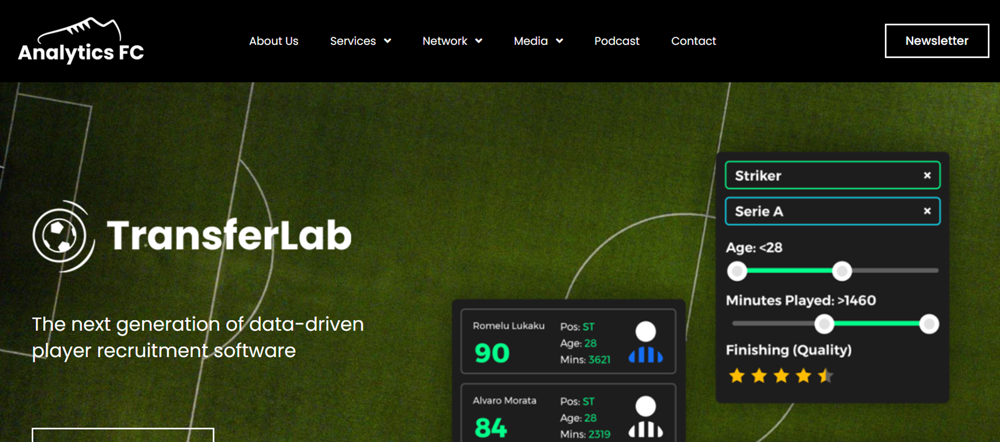 Analytics FC
About Us
Services
Network
Media
Podcast
Contact
Newsletter
TransferLab
The next generation of data-driven
player recruitment software
Romelu Lukaku
90
Pos: ST
Age: 28
Mins: 3621
Alvaro Morata
84
Pos: ST
Age: 28
Mins: 2319
Striker ×
Serie A ×
Age: <28
Minutes Played: >1460
Finishing (Quality)